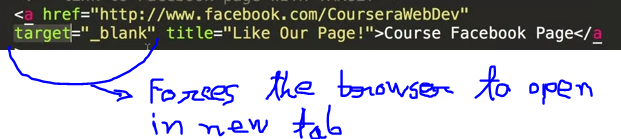 <a href="http://www.facebook.com/CourseraWebDev"
target="_blank" title="Like Our Page!">Course Facebook Page</a
Forces the browser to open
in new tab